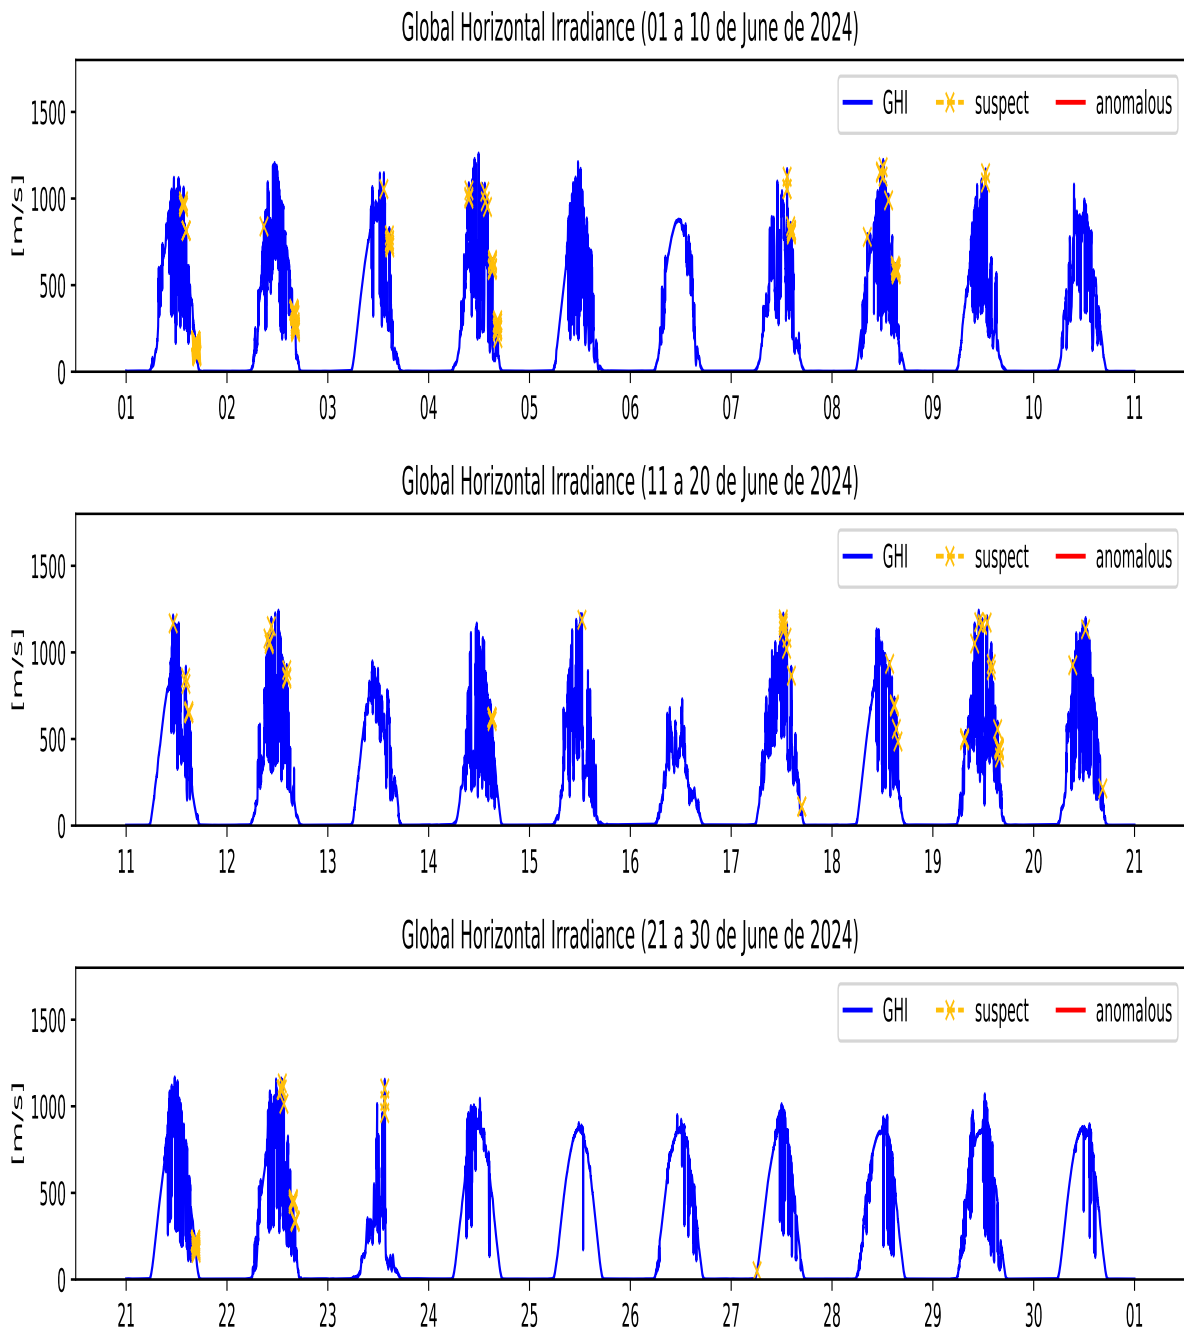 Global Horizontal Irradiance (01 a 10 de June de 2024)
GHI suspect anomalous
[m/s]
1500
1000
500
0
01 02 03 04 05 06 07 08 09 10 11
Global Horizontal Irradiance (11 a 20 de June de 2024)
GHI suspect anomalous
[m/s]
1500
1000
500
0
11 12 13 14 15 16 17 18 19 20 21
Global Horizontal Irradiance (21 a 30 de June de 2024)
GHI suspect anomalous
[m/s]
1500
1000
500
0
21 22 23 24 25 26 27 28 29 30 01